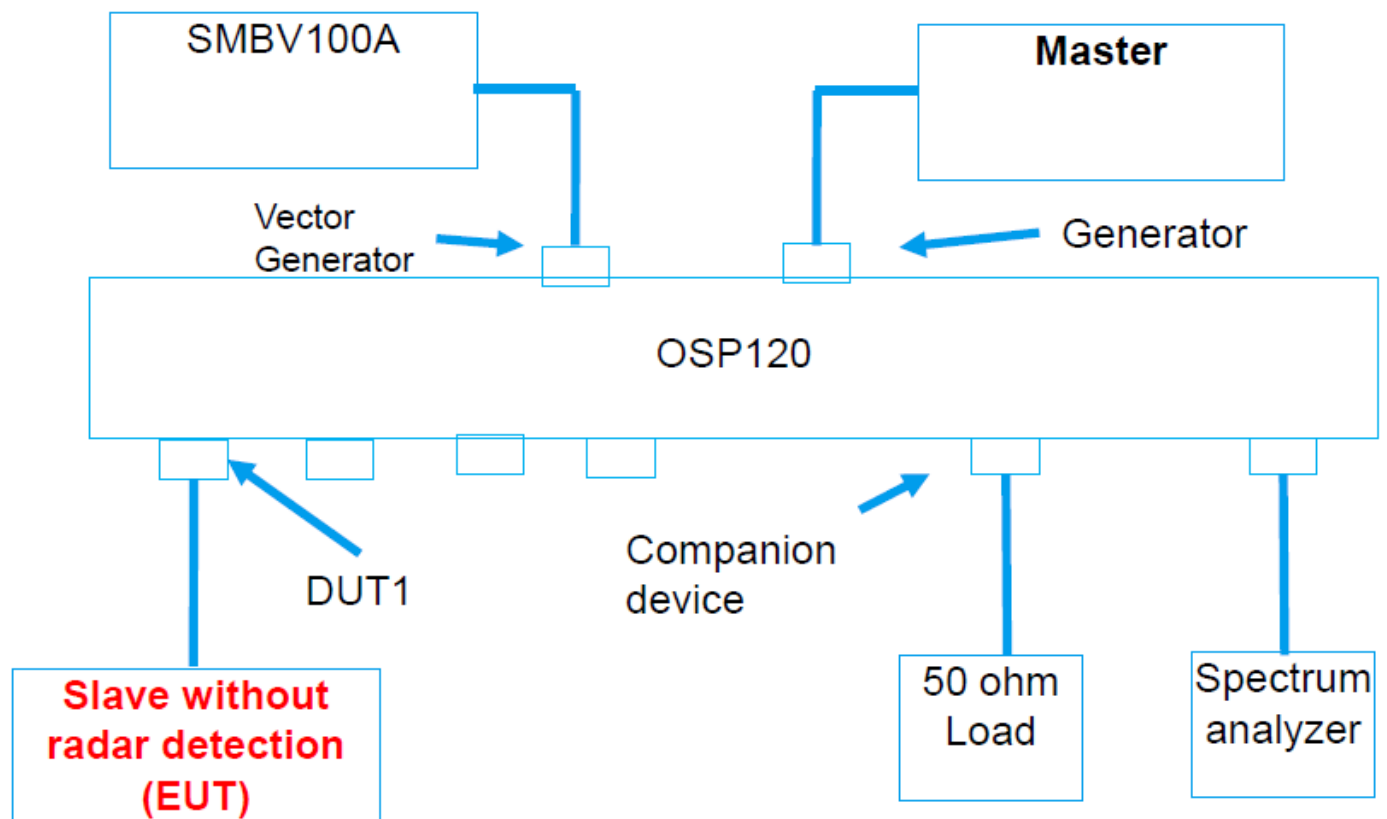 SMBV100A
Master
Vector
Generator
Generator
OSP120
DUT1
Companion
device
Slave without
radar detection
(EUT)
50 ohm
Load
Spectrum
analyzer